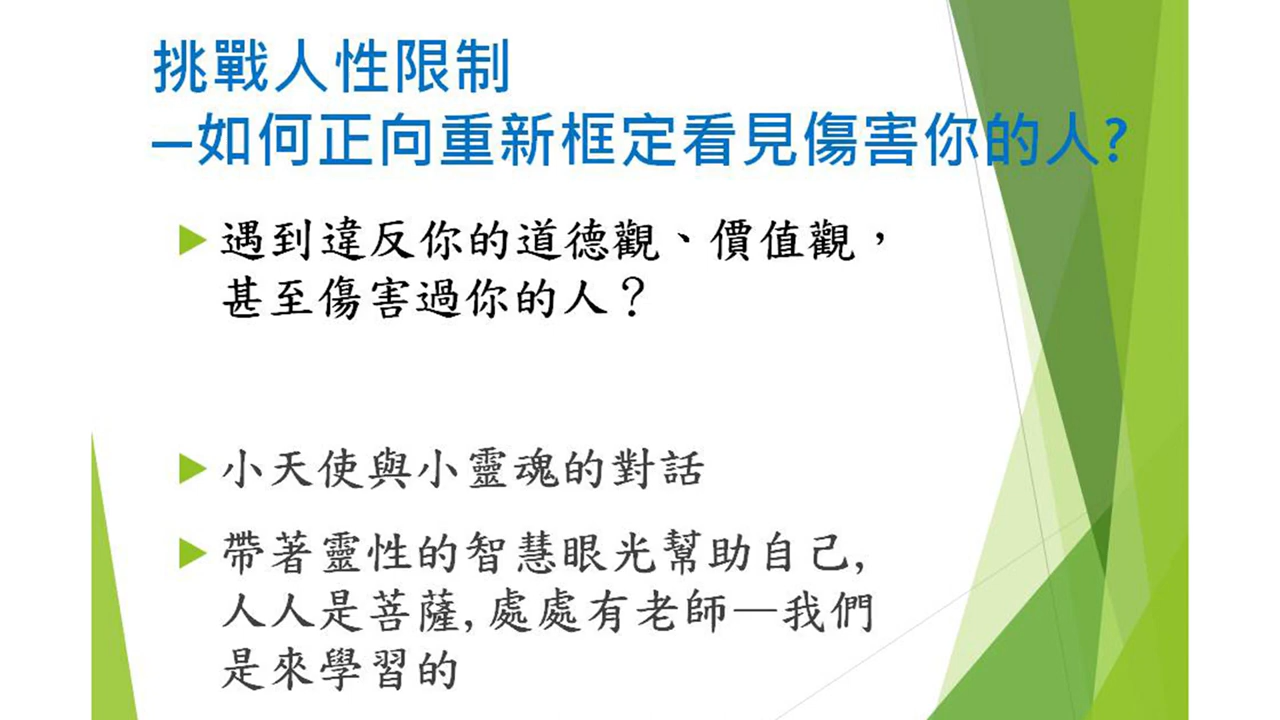 挑戰人性限制
—如何正向重新框定看見傷害你的人?
遇到違反你的道德觀、價值觀，
甚至傷害過你的人？
小天使與小靈魂的對話
帶著靈性的智慧眼光幫助自己,
人人是菩薩,處處有老師—我們
是來學習的